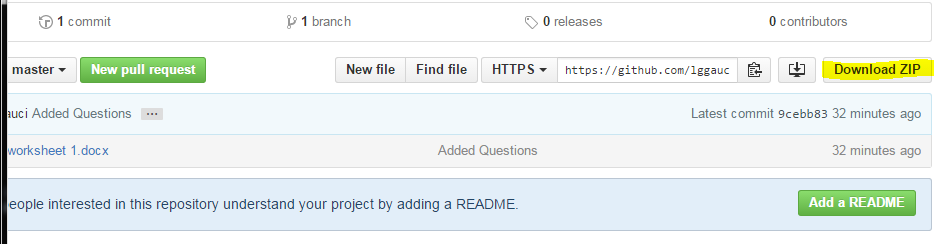 1 commit 1 branch 0 releases 0 contributors
master New pull request New file Find file HTTPS https://github.com/lggauc Download ZIP
auci Added Questions ... Latest commit 9cebb83 32 minutes ago
worksheet 1.docx Added Questions 32 minutes ago
eople interested in this repository understand your project by adding a README. Add a README